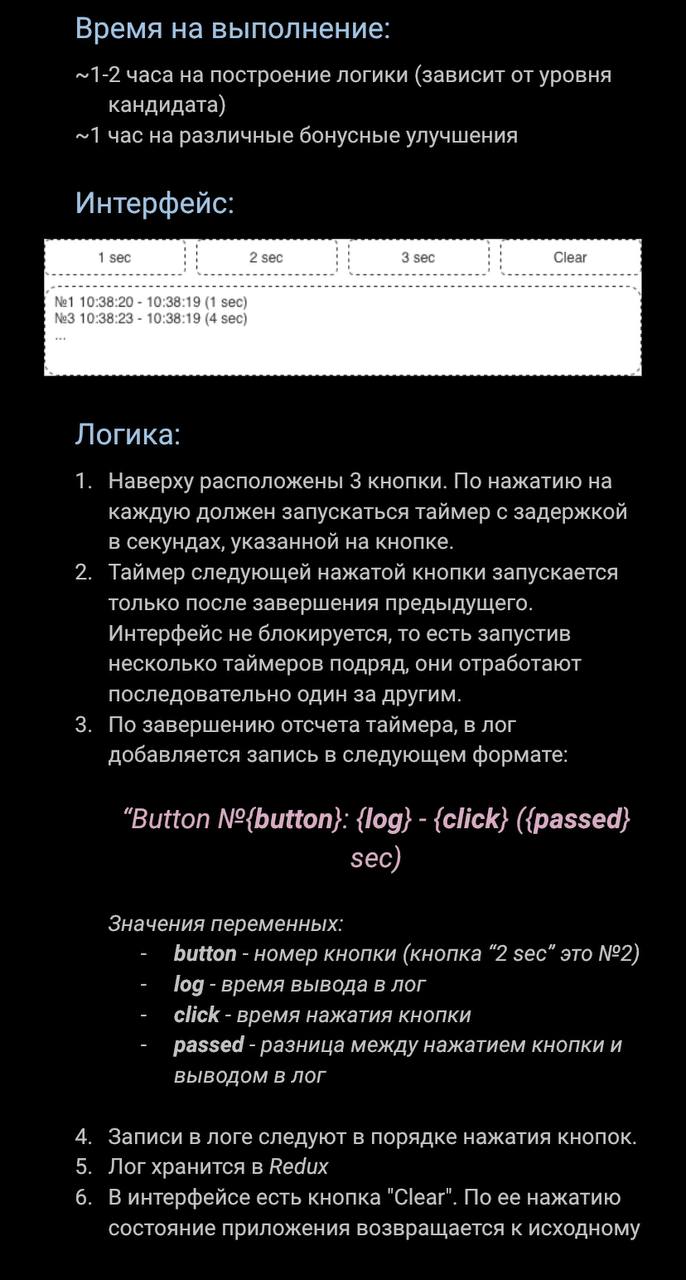 Время на выполнение:
~1-2 часа на построение логики (зависит от уровня
кандидата)
~1 час на различные бонусные улучшения
Интерфейс:
1 sec 2 sec 3 sec Clear
№1 10:38:20 - 10:38:19 (1 sec)
№3 10:38:23 - 10:38:19 (4 sec)
...
Логика:
1. Наверху расположены 3 кнопки. По нажатию на
каждую должен запускаться таймер с задержкой
в секундах, указанной на кнопке.
2. Таймер следующей нажатой кнопки запускается
только после завершения предыдущего.
Интерфейс не блокируется, то есть запустив
несколько таймеров подряд, они отработают
последовательно один за другим.
3. По завершению отсчета таймера, в лог
добавляется запись в следующем формате:
“Button №{button}: {log} - {click} ({passed}
sec)
Значения переменных:
- button - номер кнопки (кнопка “2 sec” это №2)
- log - время вывода в лог
- click - время нажатия кнопки
- passed - разница между нажатием кнопки и
выводом в лог
4. Записи в логе следуют в порядке нажатия кнопок.
5. Лог хранится в Redux
6. В интерфейсе есть кнопка "Clear". По ее нажатию
состояние приложения возвращается к исходному